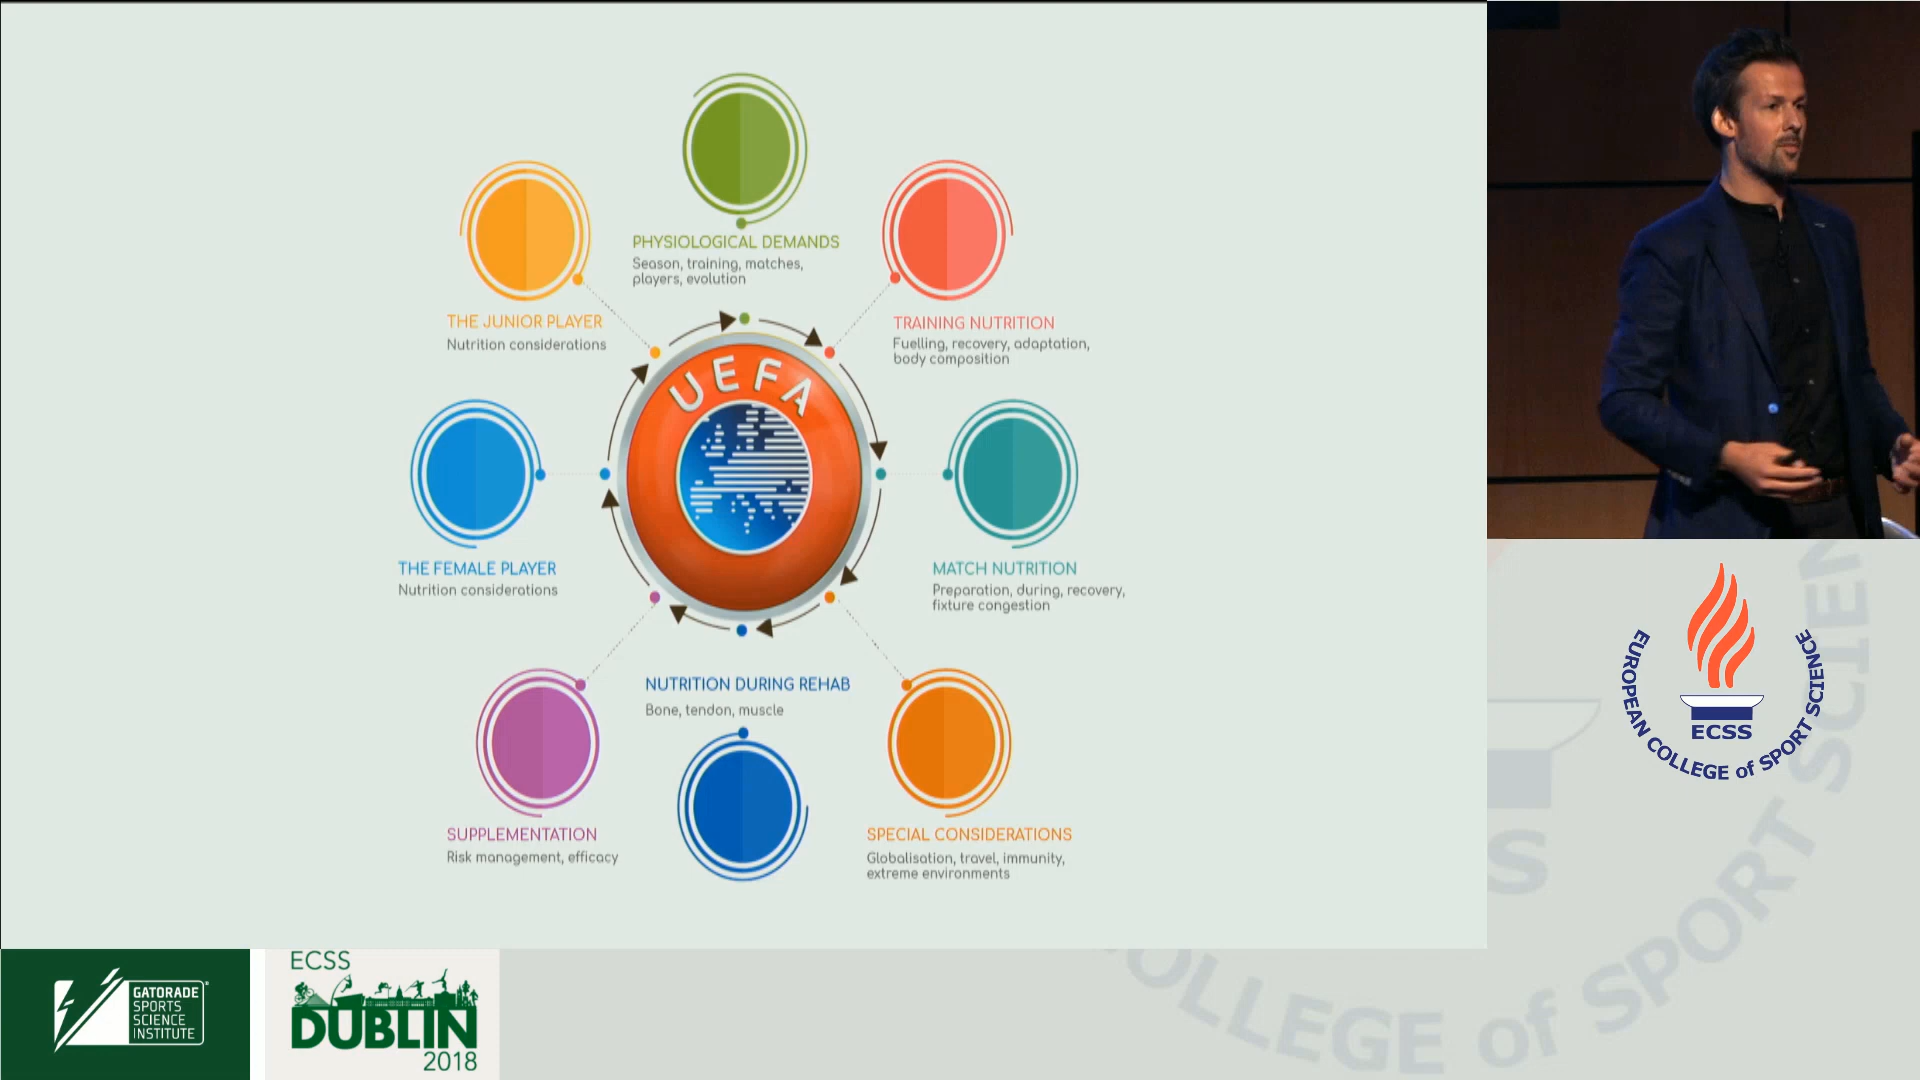 PHYSIOLOGICAL DEMANDS
Season, training, matches,
players, evolution
THE JUNIOR PLAYER
Nutrition considerations
TRAINING NUTRITION
Fuelling, recovery, adaptation,
body composition
UEFA
THE FEMALE PLAYER
Nutrition considerations
MATCH NUTRITION
Preparation, during, recovery,
fixture congestion
NUTRITION DURING REHAB
Bone, tendon, muscle
SUPPLEMENTATION
Risk management, efficacy
SPECIAL CONSIDERATIONS
Globalisation, travel, immunity,
extreme environments
EUROPEAN COLLEGE of SPORT SCIENCE
ECSS
GATORADE
SPORTS
SCIENCE
INSTITUTE
ECSS
DUBLIN
2018
OLLEGE of SPORT SCIEN
S